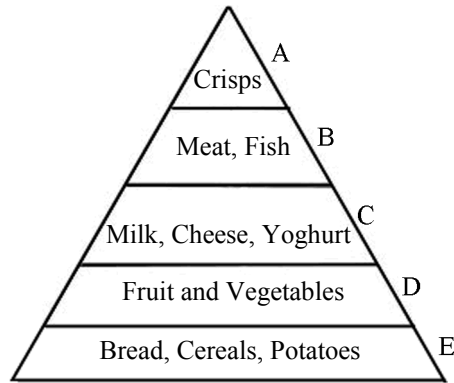 A
Crisps
B
Meat, Fish
C
Milk, Cheese, Yoghurt
D
Fruit and Vegetables
E
Bread, Cereals, Potatoes